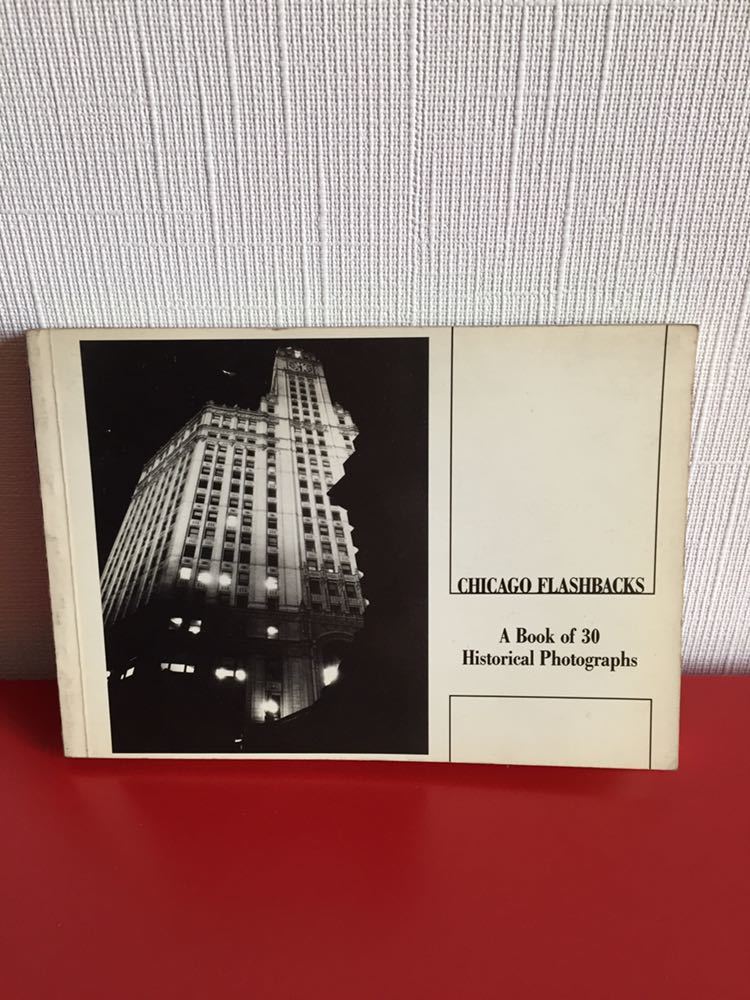 CHICAGO FLASHBACKS
A Book of 30
Historical Photographs